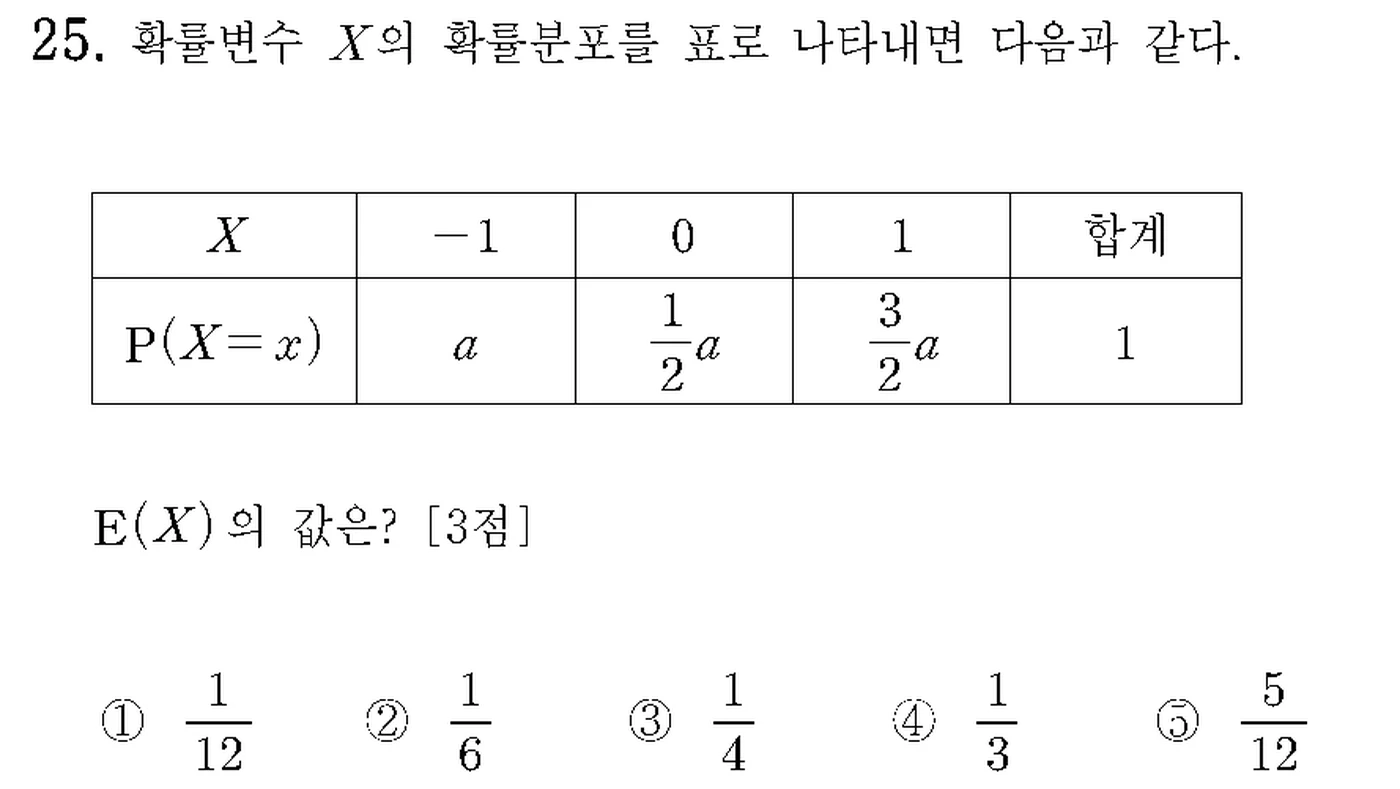 25. 확률변수 X의 확률분포를 표로 나타내면 다음과 같다.
X −1 0 1 합계
P(X=x) a 1/2 a 3/2 a 1
E(X)의 값은? [3점]
① 1/12 ② 1/6 ③ 1/4 ④ 1/3 ⑤ 5/12